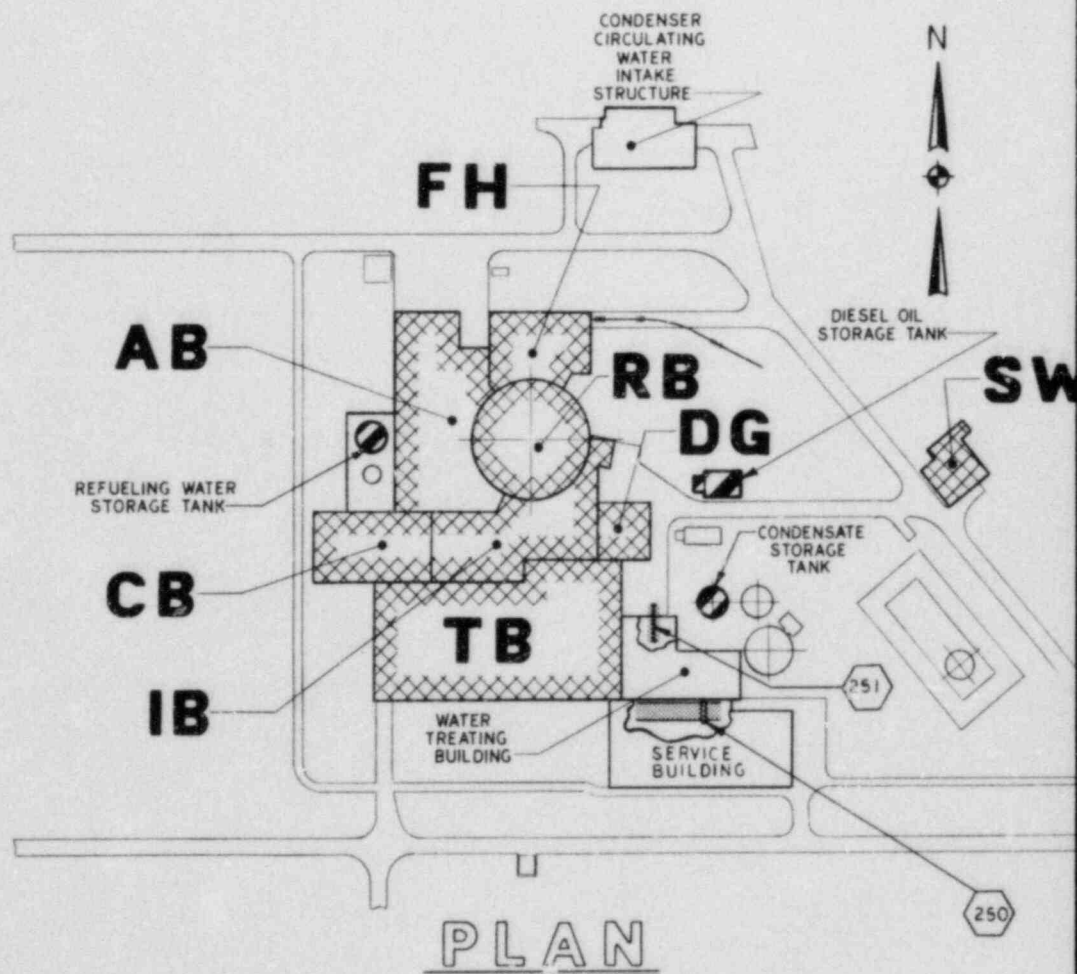 CONDENSER
CIRCULATING
WATER
INTAKE
STRUCTURE
N
FH
DIESEL OIL
STORAGE TANK
AB
RB
SW
DG
REFUELING WATER
STORAGE TANK
CONDENSATE
STORAGE
TANK
CB
TB
IB
251
WATER
TREATING
BUILDING
SERVICE
BUILDING
250
PLAN